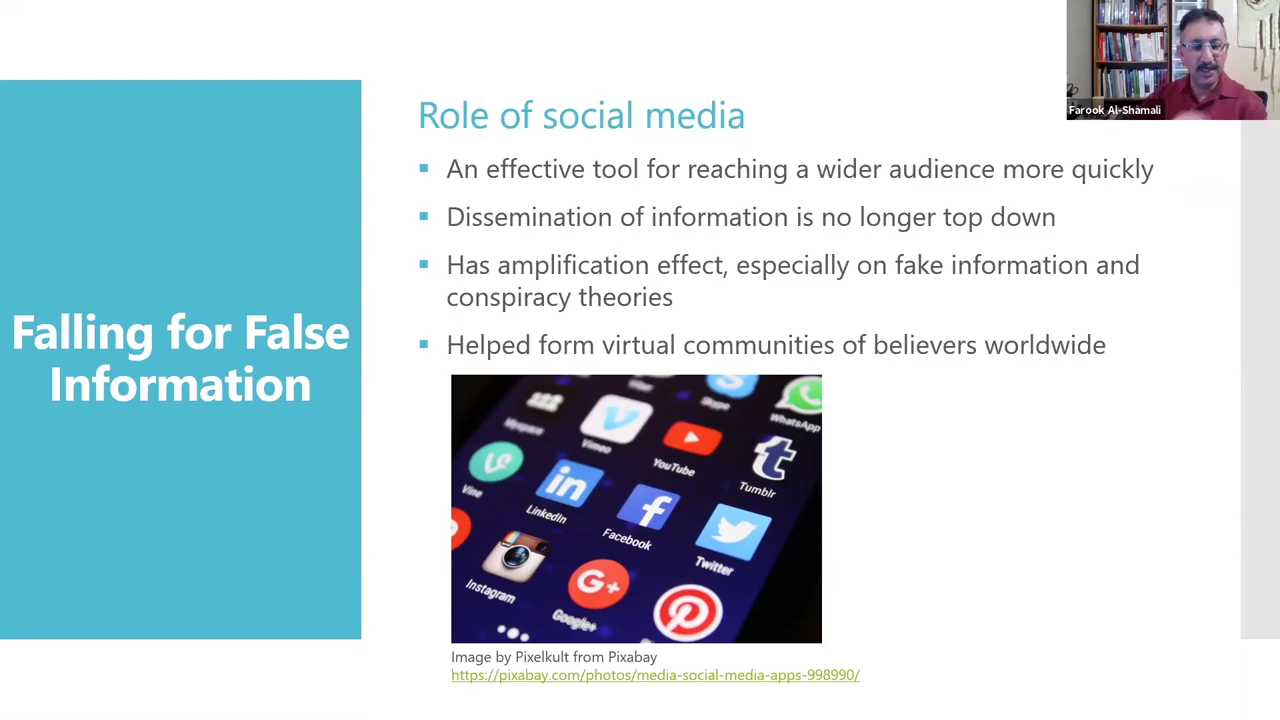 Farook Al-Shamali
Role of social media
An effective tool for reaching a wider audience more quickly
Dissemination of information is no longer top down
Has amplification effect, especially on fake information and
conspiracy theories
Helped form virtual communities of believers worldwide
Falling for False
Information
Skype
WhatsApp
Myspace
Vimeo
YouTube
Tumblr
Vine
LinkedIn
Facebook
Twitter
Instagram
Google+
Image by Pixelkult from Pixabay
https://pixabay.com/photos/media-social-media-apps-998990/